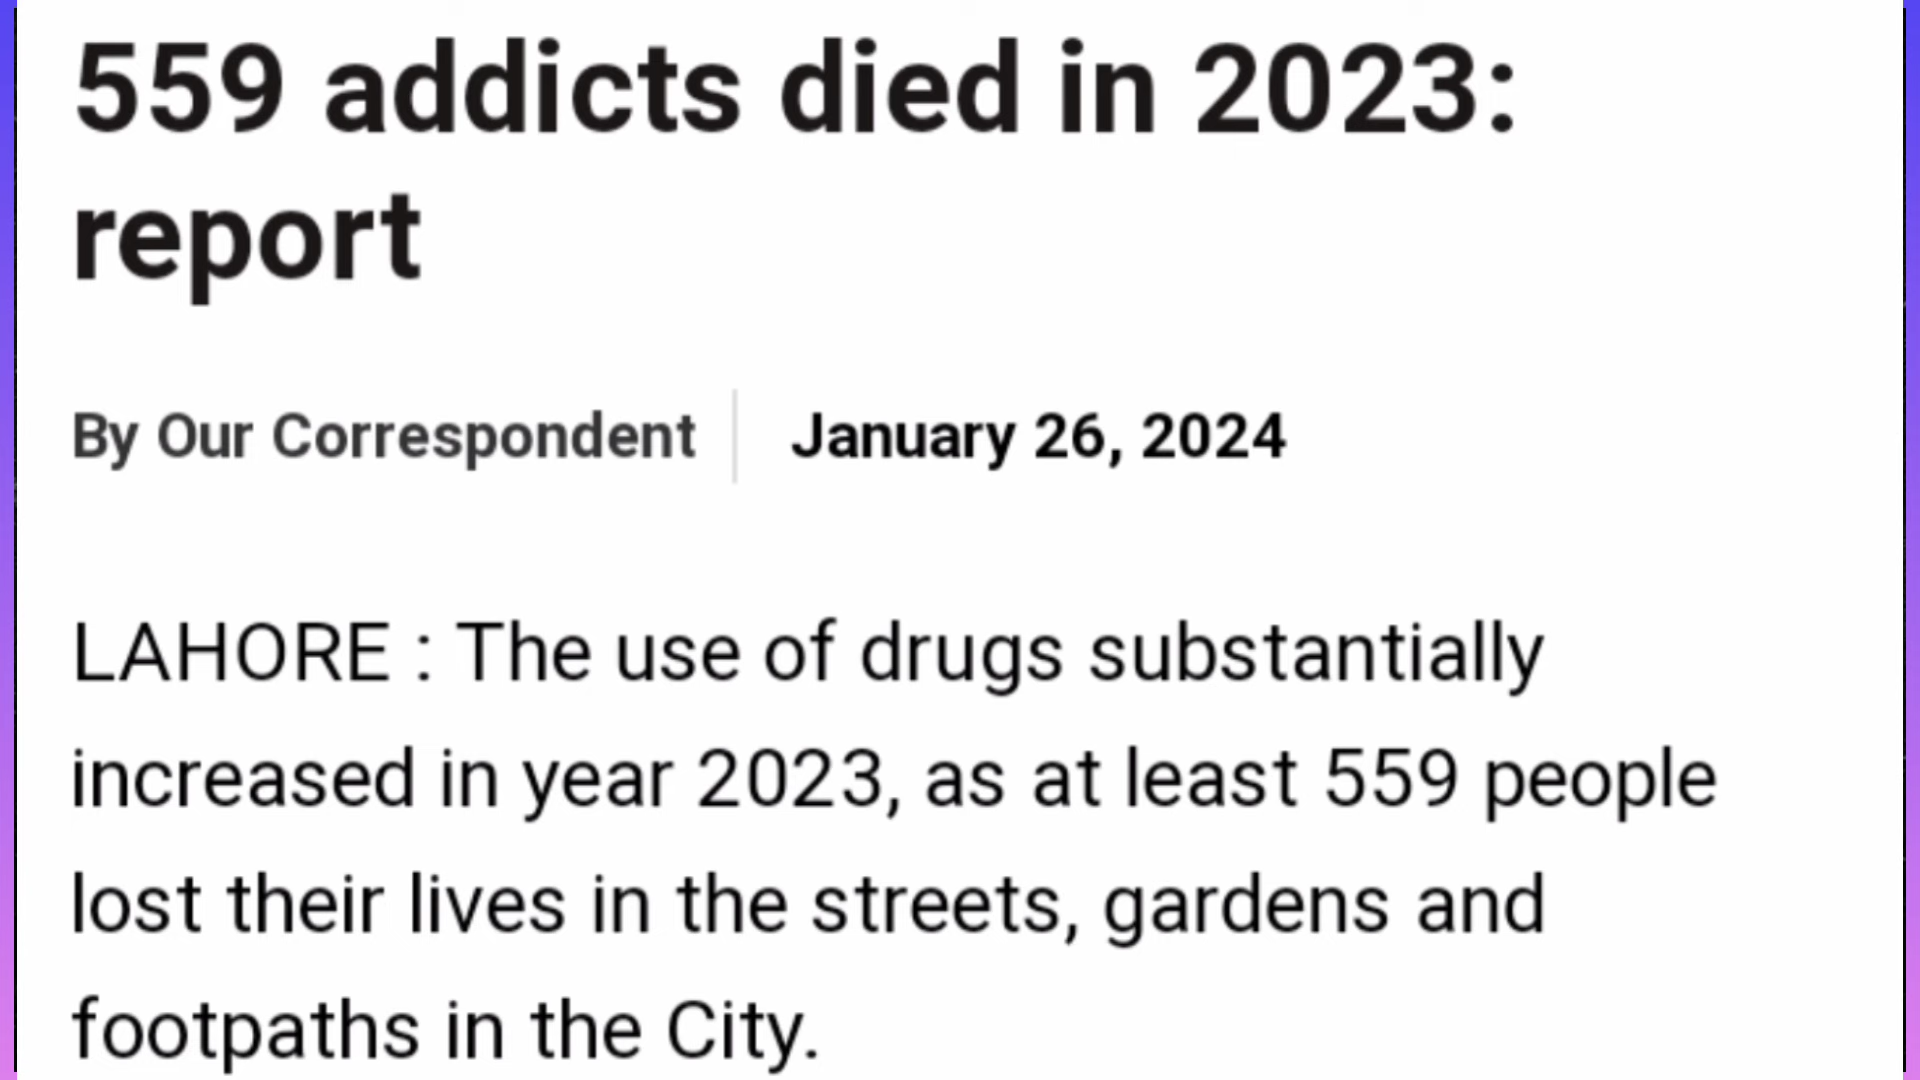 559 addicts died in 2023:
report
By Our Correspondent
January 26, 2024
LAHORE : The use of drugs substantially
increased in year 2023, as at least 559 people
lost their lives in the streets, gardens and
footpaths in the City.